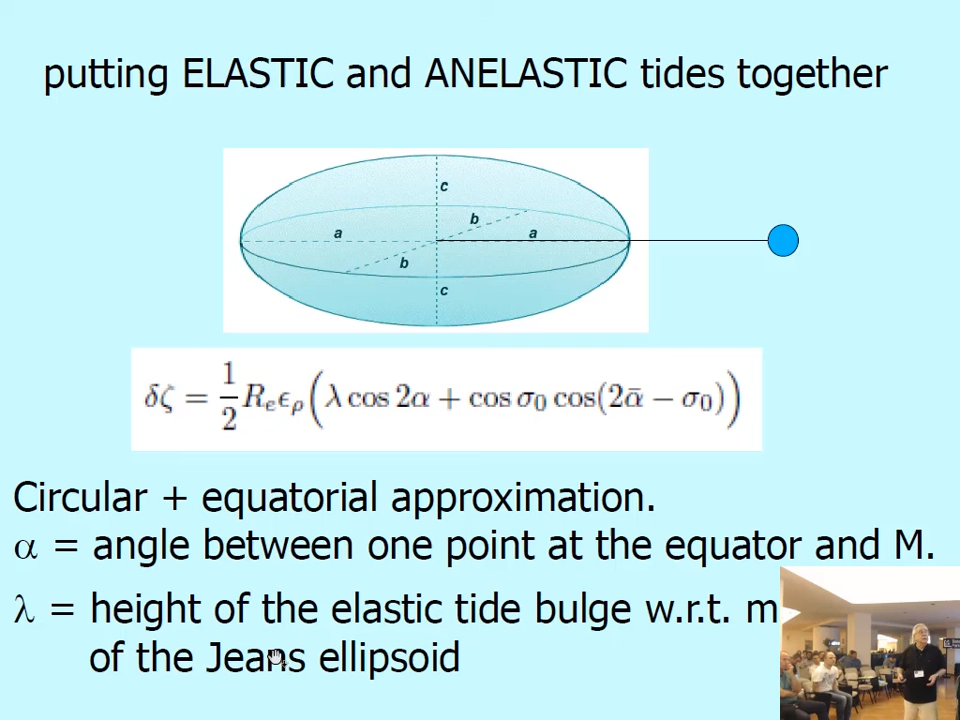 putting ELASTIC and ANELASTIC tides together
c
b
a a
b
c
δζ = 1/2 R_e ε_ρ (λ cos 2α + cos σ_0 cos(2ᾱ − σ_0))
Circular + equatorial approximation.
α = angle between one point at the equator and M.
λ = height of the elastic tide bulge w.r.t. m
of the Jeans ellipsoid